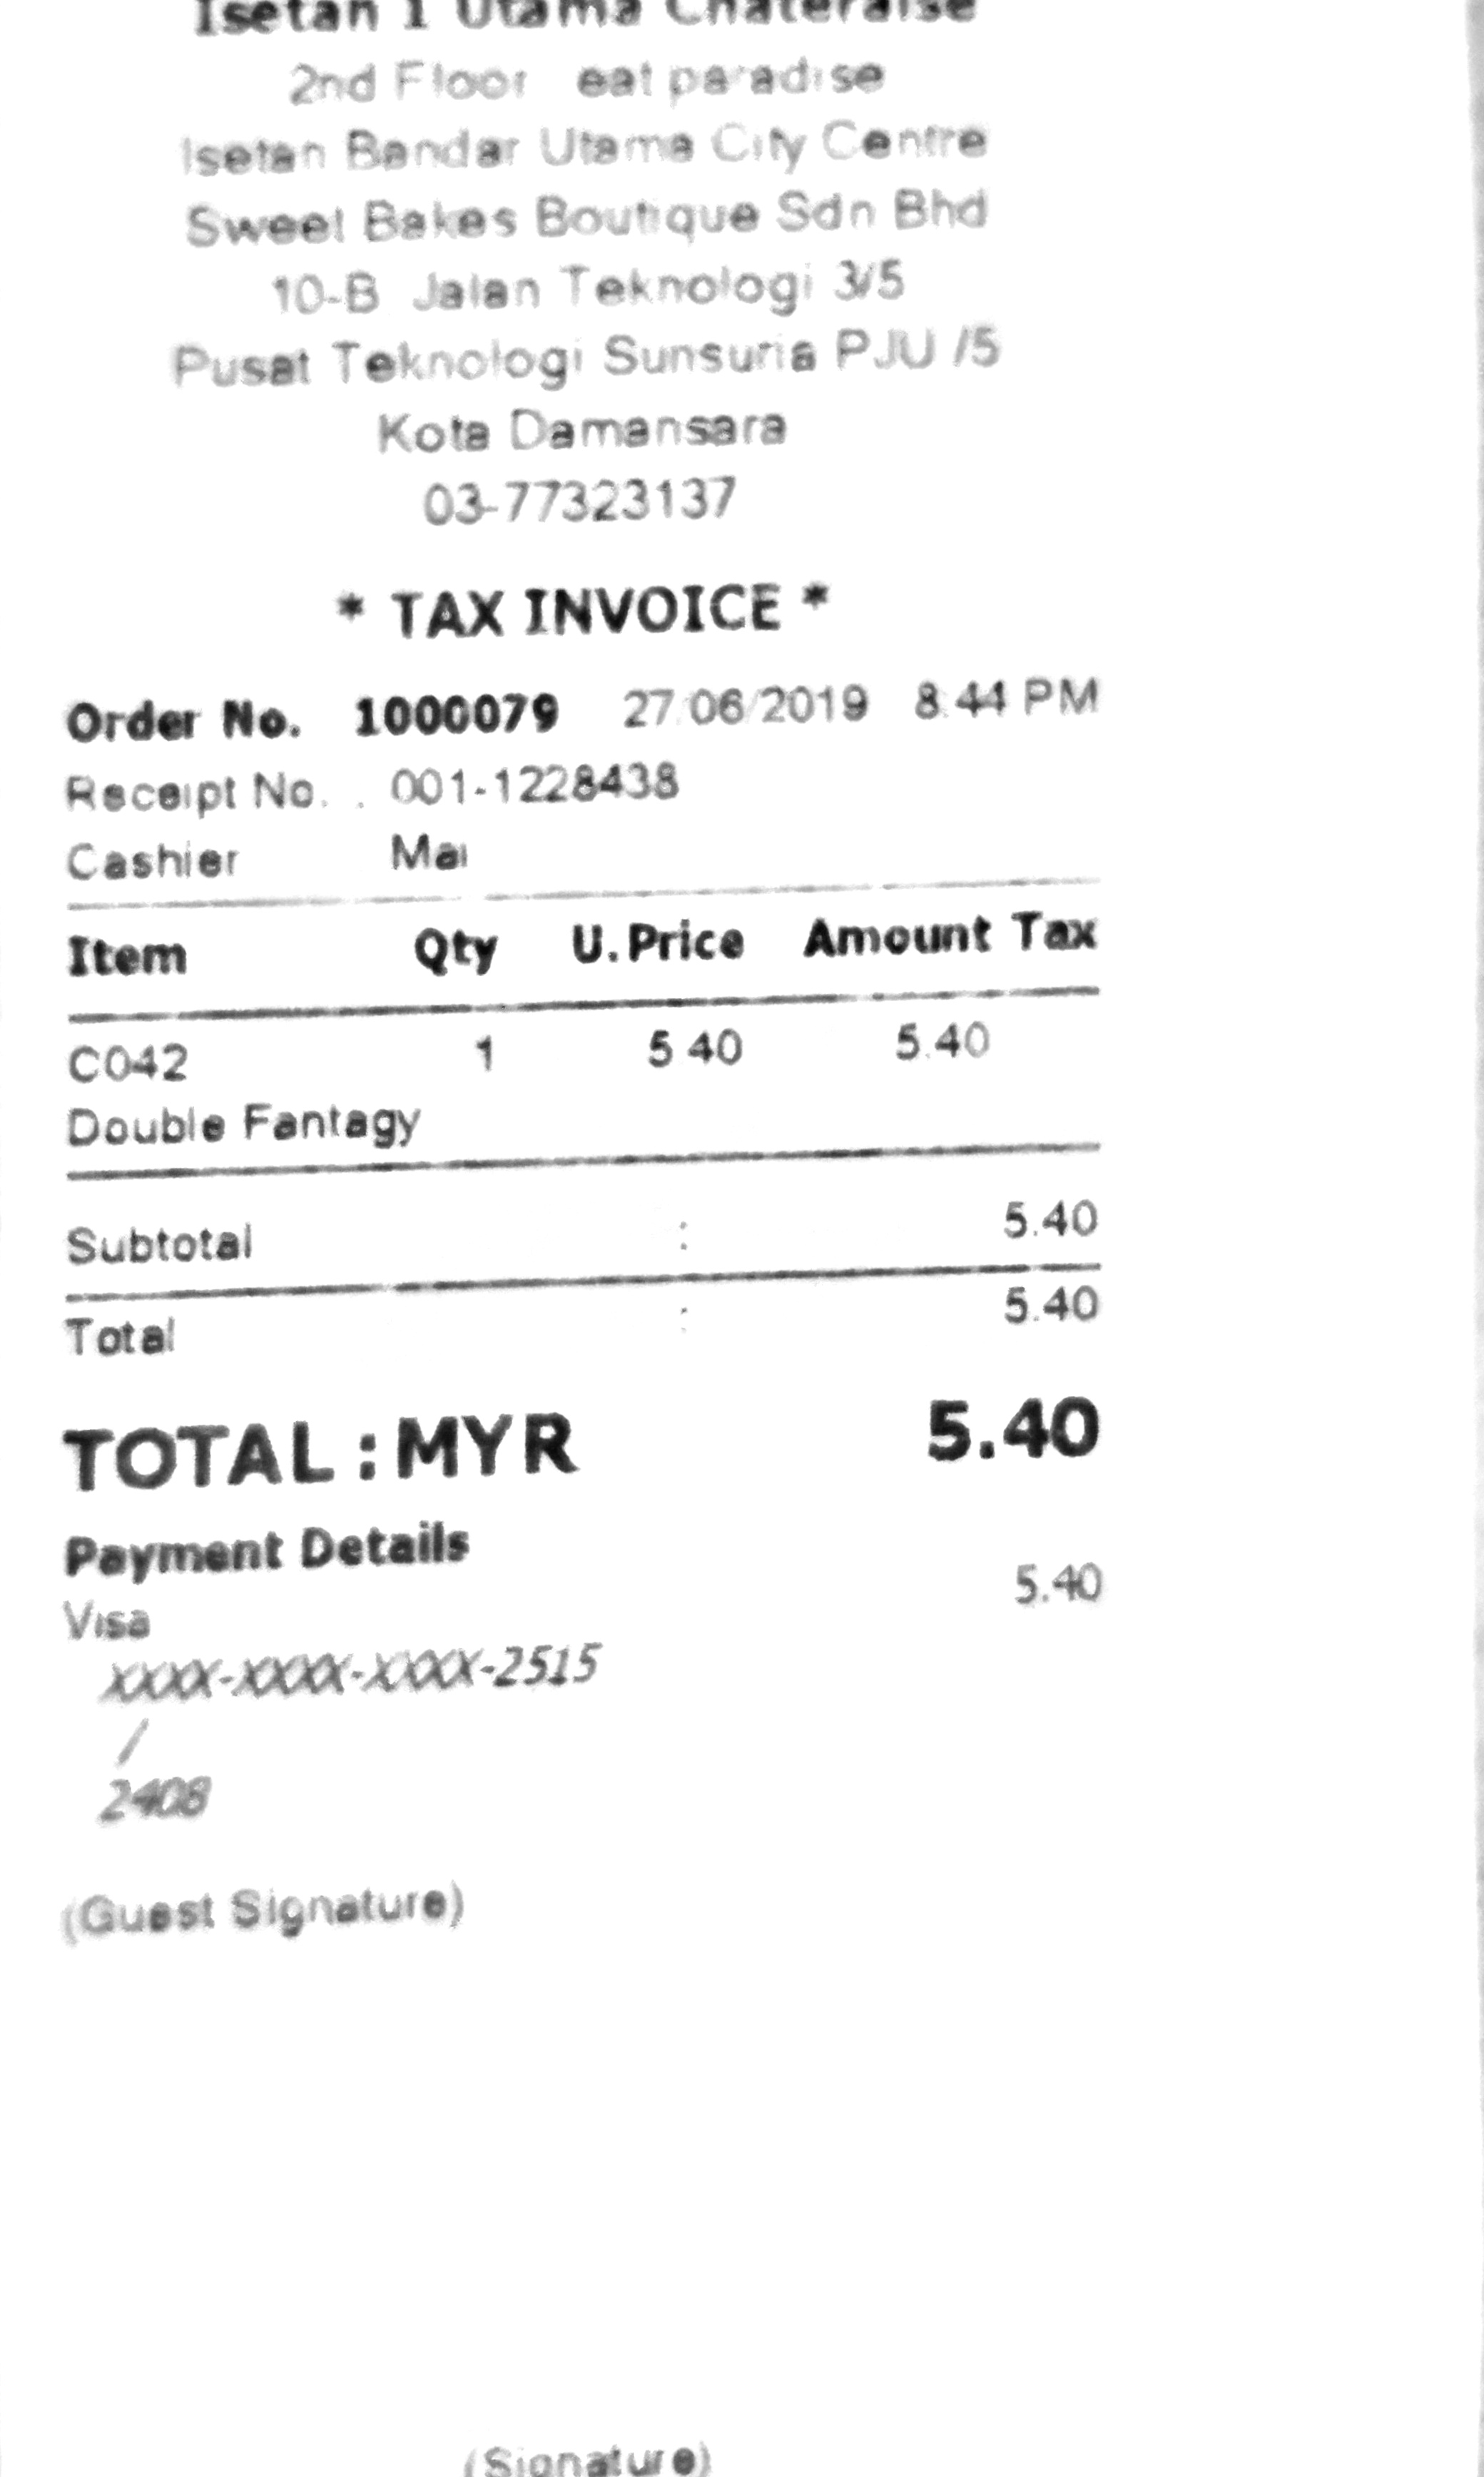 Isetan 1 Utama Chateraise
2nd Floor eat paradise
Isetan Bandar Utama City Centre
Sweet Bakes Boutique Sdn Bhd
10-B Jalan Teknologi 3/5
Pusat Teknologi Sunsuria PJU /5
Kota Damansara
03-77323137
* TAX INVOICE *
Order No. 1000079 27/06/2019 8:44 PM
Receipt No. : 001-1228438
Cashier Mai
Item Qty U.Price Amount Tax
C042 1 5.40 5.40
Double Fantagy
Subtotal : 5.40
Total : 5.40
TOTAL : MYR 5.40
Payment Details
Visa 5.40
XXXX-XXXX-XXXX-2515
/
2408
(Guest Signature)
(Signature)